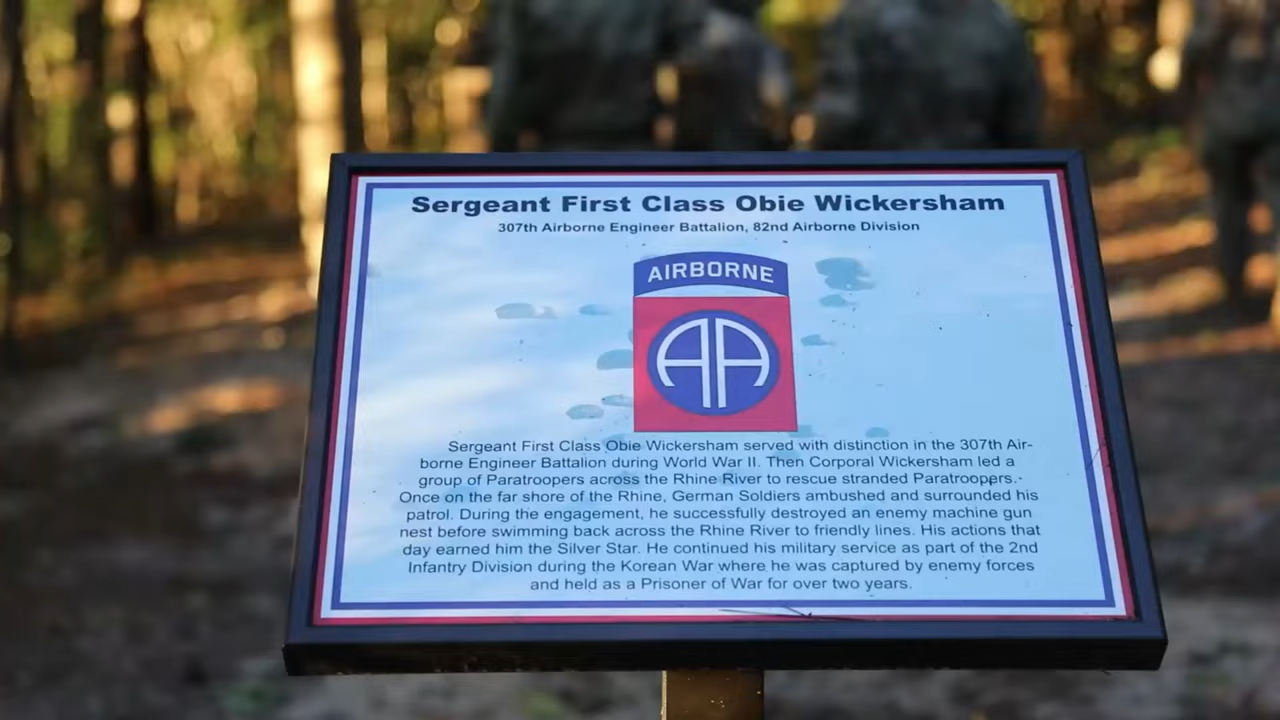 Sergeant First Class Obie Wickersham
307th Airborne Engineer Battalion, 82nd Airborne Division
AIRBORNE
AA
Sergeant First Class Obie Wickersham served with distinction in the 307th Air-
borne Engineer Battalion during World War II. Then Corporal Wickersham led a
group of Paratroopers across the Rhine River to rescue stranded Paratroopers.
Once on the far shore of the Rhine, German Soldiers ambushed and surrounded his
patrol. During the engagement, he successfully destroyed an enemy machine gun
nest before swimming back across the Rhine River to friendly lines. His actions that
day earned him the Silver Star. He continued his military service as part of the 2nd
Infantry Division during the Korean War where he was captured by enemy forces
and held as a Prisoner of War for over two years.